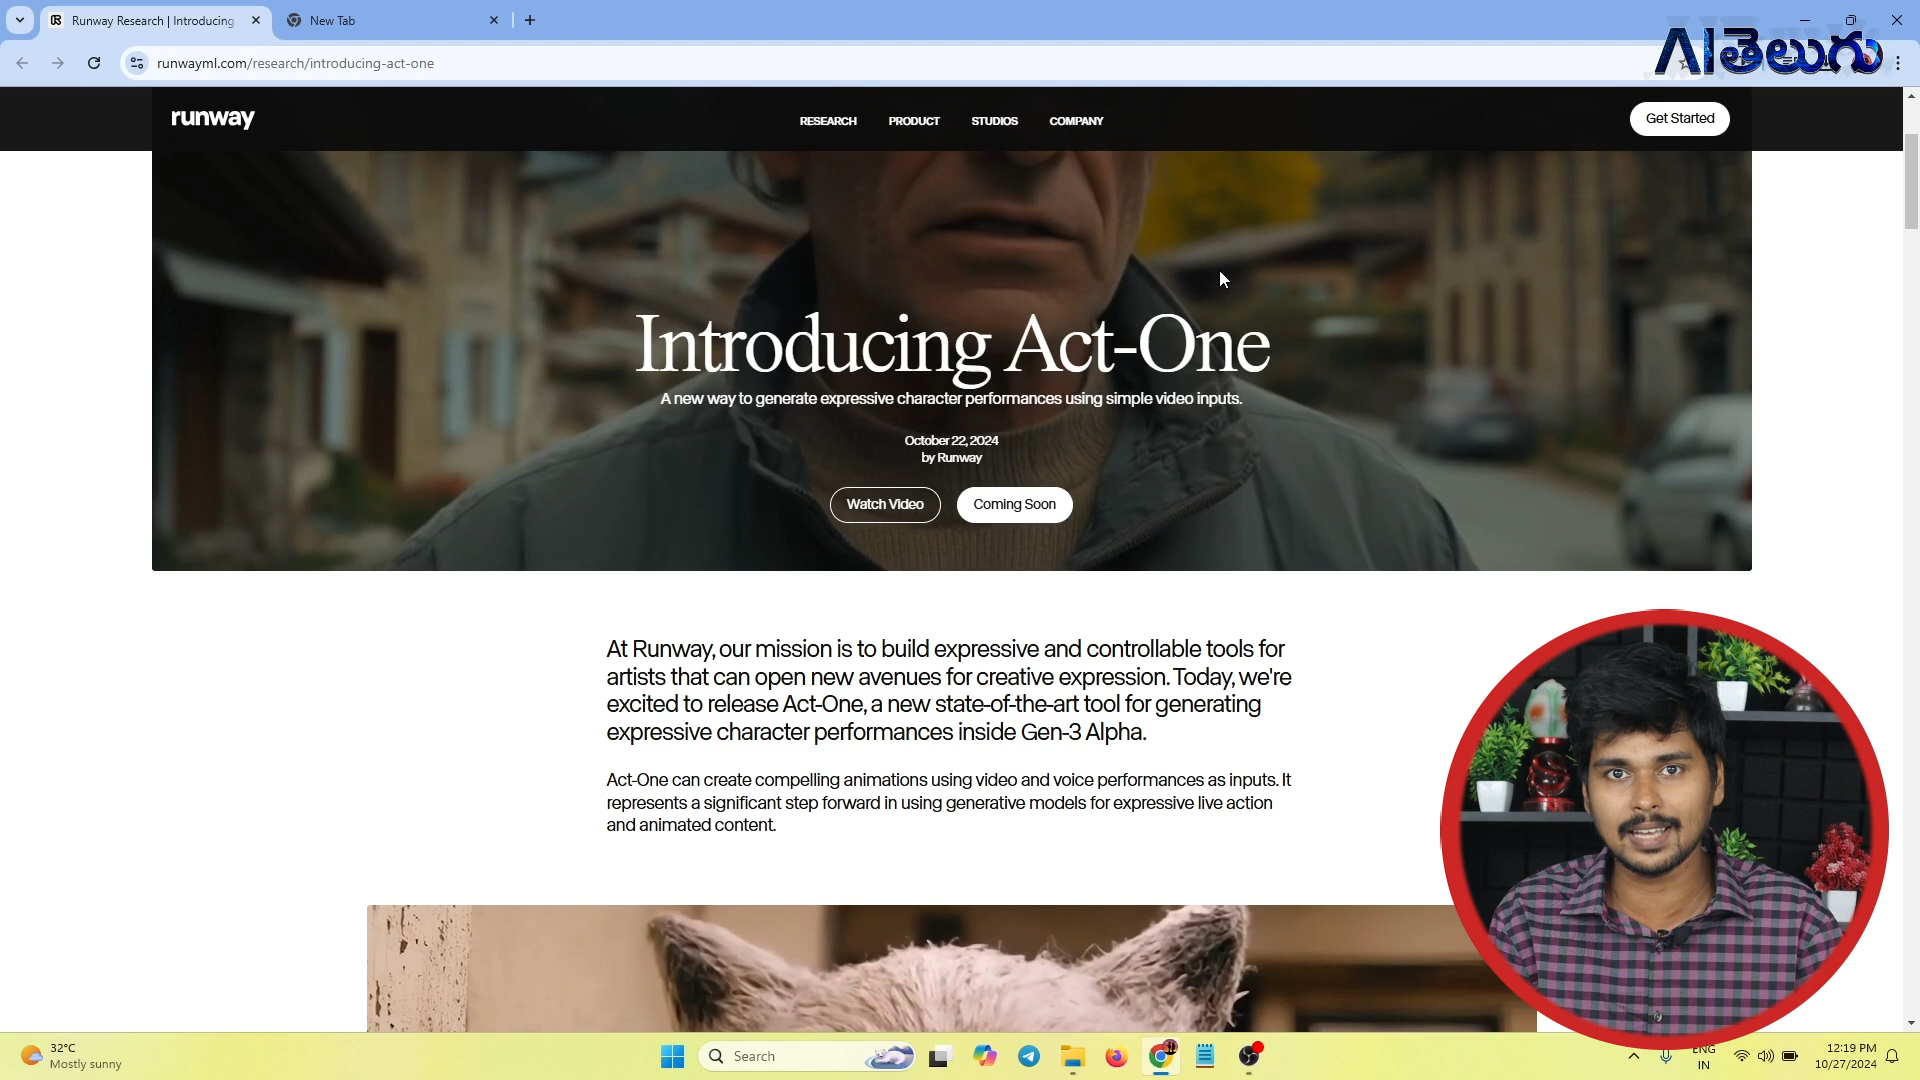 Runway Research | Introducing
New Tab
runwayml.com/research/introducing-act-one
AIతెలుగు
runway
RESEARCH
PRODUCT
STUDIOS
COMPANY
Get Started
Introducing Act-One
A new way to generate expressive character performances using simple video inputs.
October 22, 2024
by Runway
Watch Video
Coming Soon
At Runway, our mission is to build expressive and controllable tools for
artists that can open new avenues for creative expression. Today, we're
excited to release Act-One, a new state-of-the-art tool for generating
expressive character performances inside Gen-3 Alpha.
Act-One can create compelling animations using video and voice performances as inputs. It
represents a significant step forward in using generative models for expressive live action
and animated content.
32°C
Mostly sunny
Search
ENG
IN
12:19 PM
10/27/2024